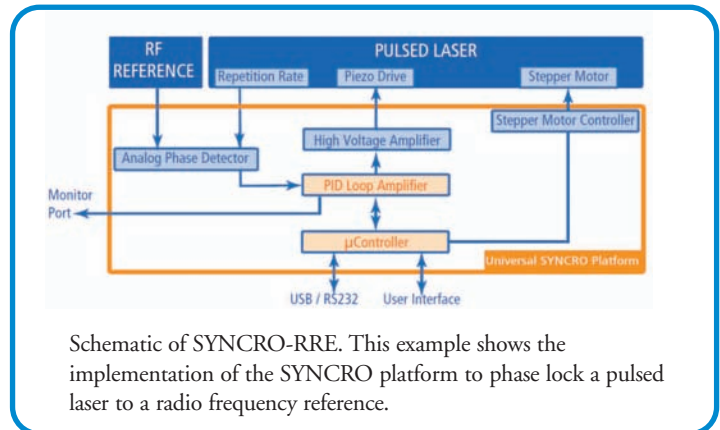 RF
REFERENCE
PULSED LASER
Repetition Rate
Piezo Drive
Stepper Motor
Stepper Motor Controller
High Voltage Amplifier
Analog Phase Detector
PID Loop Amplifier
Monitor
Port
µController
Universal SYNCRO Platform
USB / RS232
User Interface
Schematic of SYNCRO-RRE. This example shows the
implementation of the SYNCRO platform to phase lock a pulsed
laser to a radio frequency reference.